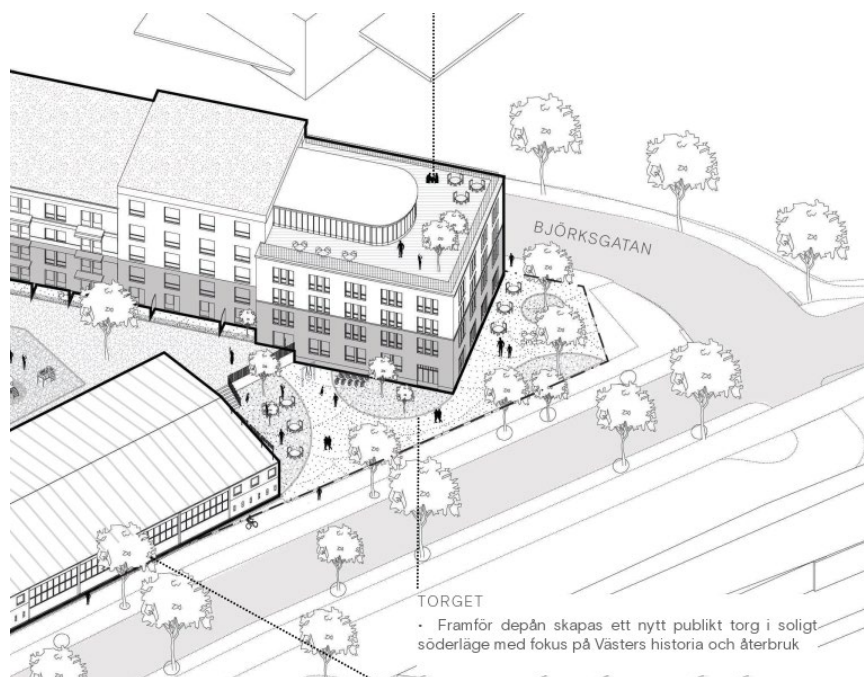 BJÖRKSGATAN
TORGET
· Framför depån skapas ett nytt publikt torg i soligt
söderläge med fokus på Västers historia och återbruk